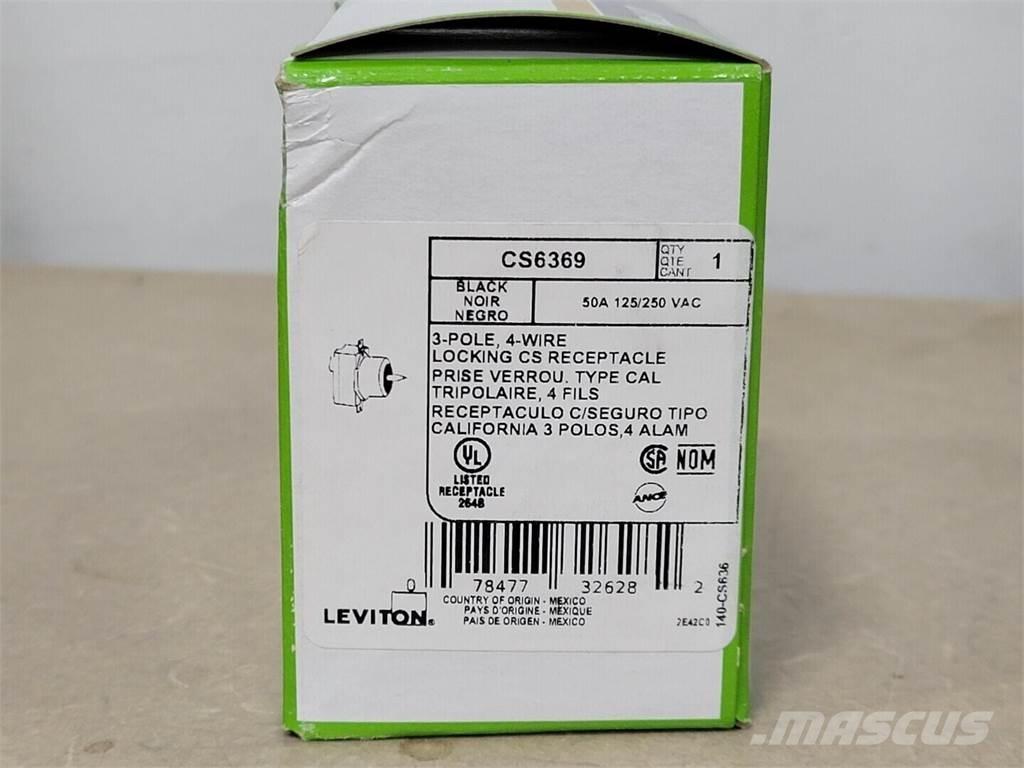 CS6369
QTY
QTE
CANT
1
BLACK
NOIR
NEGRO
50A 125/250 VAC
3-POLE, 4-WIRE
LOCKING CS RECEPTACLE
PRISE VERROU. TYPE CAL
TRIPOLAIRE, 4 FILS
RECEPTACULO C/SEGURO TIPO
CALIFORNIA 3 POLOS,4 ALAM
UL
LISTED
RECEPTACLE
264B
SA NOM
ANCE
0 78477 32628 2
LEVITON®
COUNTRY OF ORIGIN - MEXICO
PAYS D'ORIGINE - MEXIQUE
PAIS DE ORIGEN - MEXICO
2E42C0
140-CS636
MASCUS